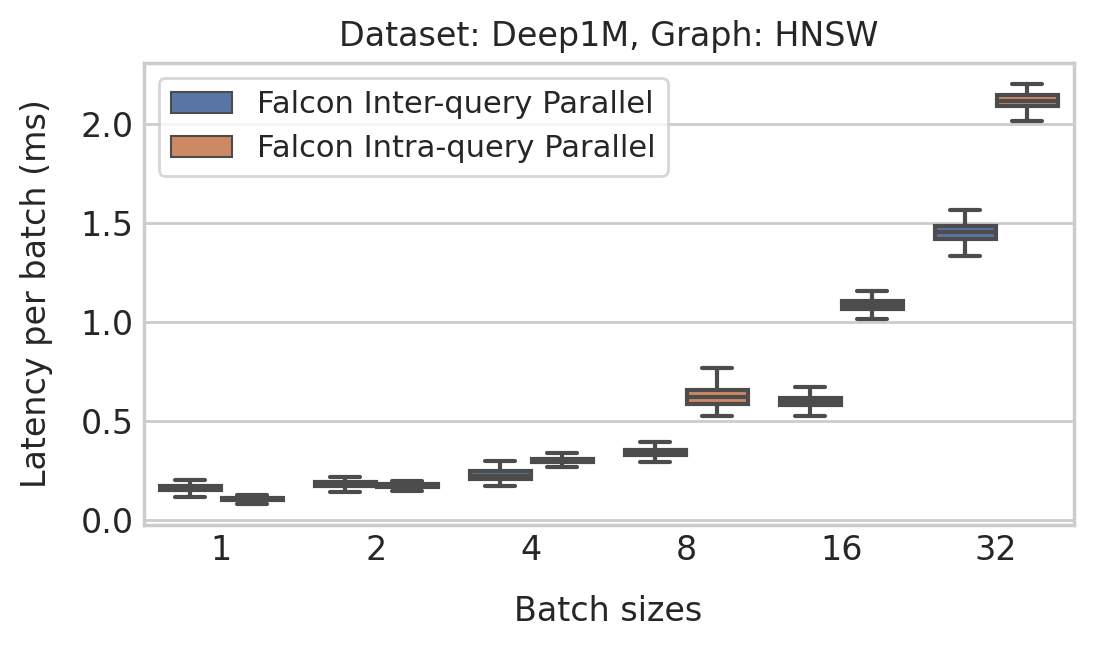 Dataset: Deep1M, Graph: HNSW
Falcon Inter-query Parallel
Falcon Intra-query Parallel
Latency per batch (ms)
2.0
1.5
1.0
0.5
0.0
1 2 4 8 16 32
Batch sizes